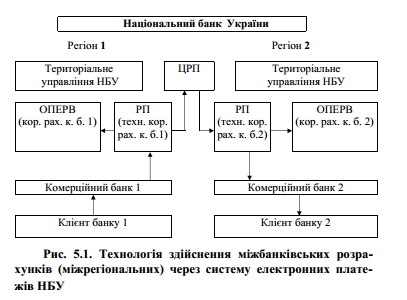 Національний банк України
Регіон 1
Регіон 2
Територіальне
управління НБУ
ЦРП
Територіальне
управління НБУ
ОПЕРВ
(кор. рах. к. б. 1)
РП
(техн. кор.
рах. к. б.1)
РП
(техн. кор.
рах. к. б.2)
ОПЕРВ
(кор. рах. к. б. 2)
Комерційний банк 1
Комерційний банк 2
Клієнт банку 1
Клієнт банку 2
Рис. 5.1. Технологія здійснення міжбанківських розра-
хунків (міжрегіональних) через систему електронних плате-
жів НБУ